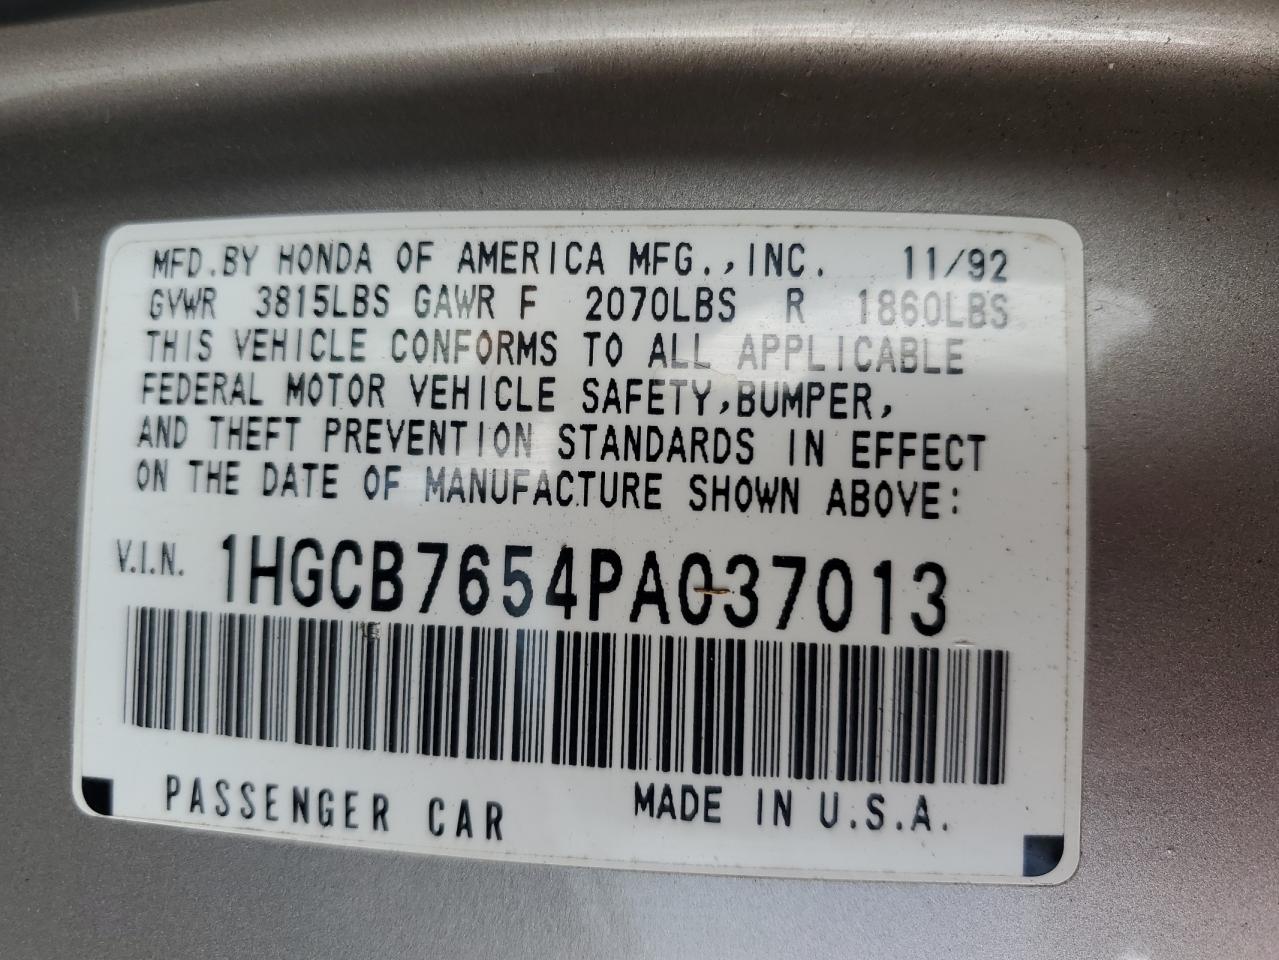 MFD.BY HONDA OF AMERICA MFG.,INC. 11/92
GVWR 3815LBS GAWR F 2070LBS R 1860LBS
THIS VEHICLE CONFORMS TO ALL APPLICABLE
FEDERAL MOTOR VEHICLE SAFETY,BUMPER,
AND THEFT PREVENTION STANDARDS IN EFFECT
ON THE DATE OF MANUFACTURE SHOWN ABOVE:
V.I.N. 1HGCB7654PA037013
PASSENGER CAR MADE IN U.S.A.